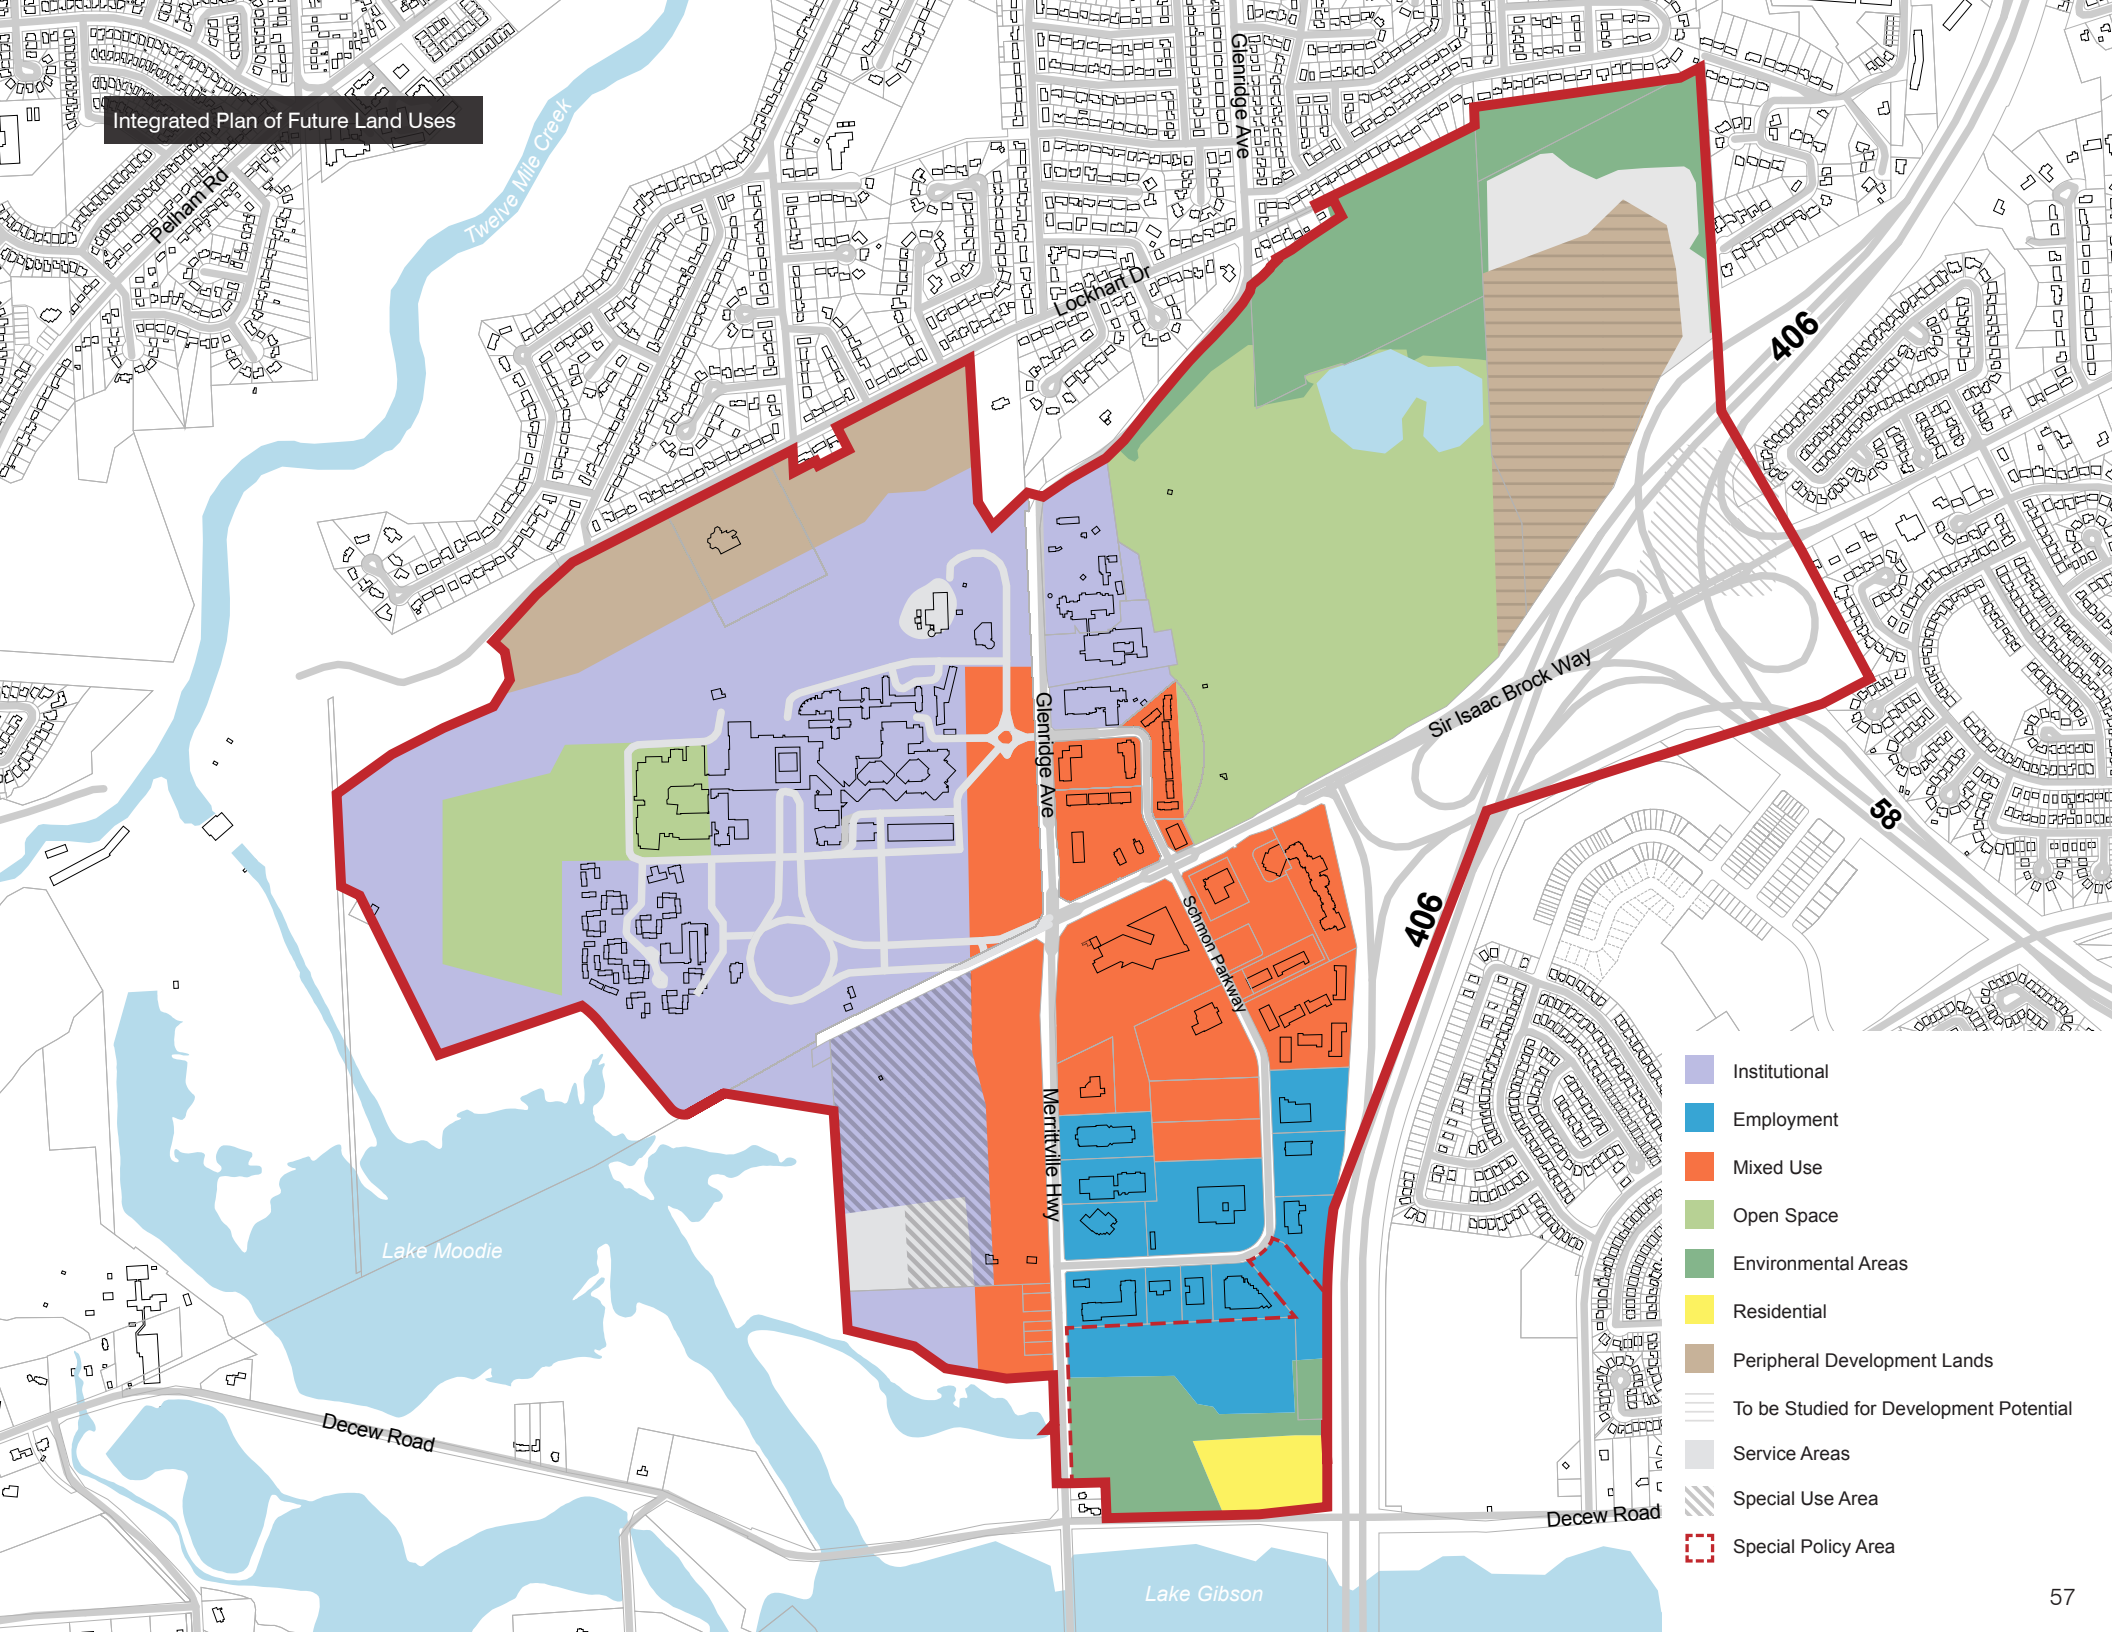 Integrated Plan of Future Land Uses
Glenridge Ave
Twelve Mile Creek
Pelham Rd
Lockhart Dr
406
Sir Isaac Brock Way
Glenridge Ave
58
406
Schmon Parkway
Merrittville Hwy
Lake Moodie
Decew Road
Decew Road
Lake Gibson
Institutional
Employment
Mixed Use
Open Space
Environmental Areas
Residential
Peripheral Development Lands
To be Studied for Development Potential
Service Areas
Special Use Area
Special Policy Area
57